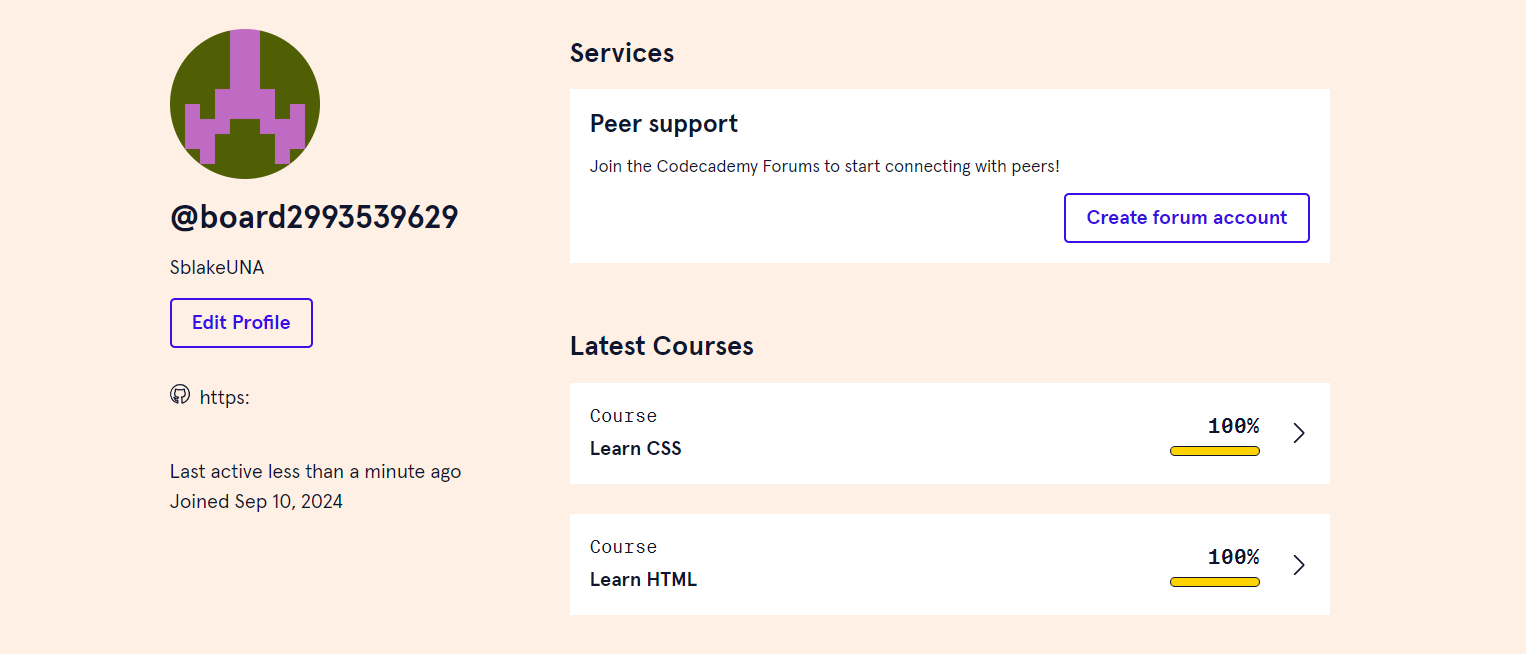 @board2993539629
SblakeUNA
Edit Profile
https:
Last active less than a minute ago
Joined Sep 10, 2024
Services
Peer support
Join the Codecademy Forums to start connecting with peers!
Create forum account
Latest Courses
Course
Learn CSS
100%
Course
Learn HTML
100%